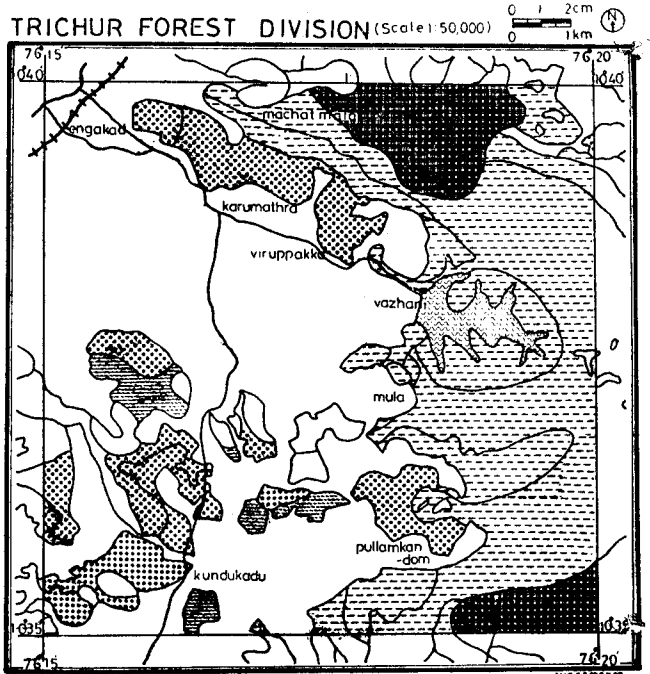 TRICHUR FOREST DIVISION (Scale 1:50,000)
0 1 2cm
0 1km
N
76°15 76°20
10°40 10°40
engakad
machat mala
karumathra
viruppakka
vazhani
mula
pullamkan
-dom
kundukadu
10°35 10°35
76°15 76°20'